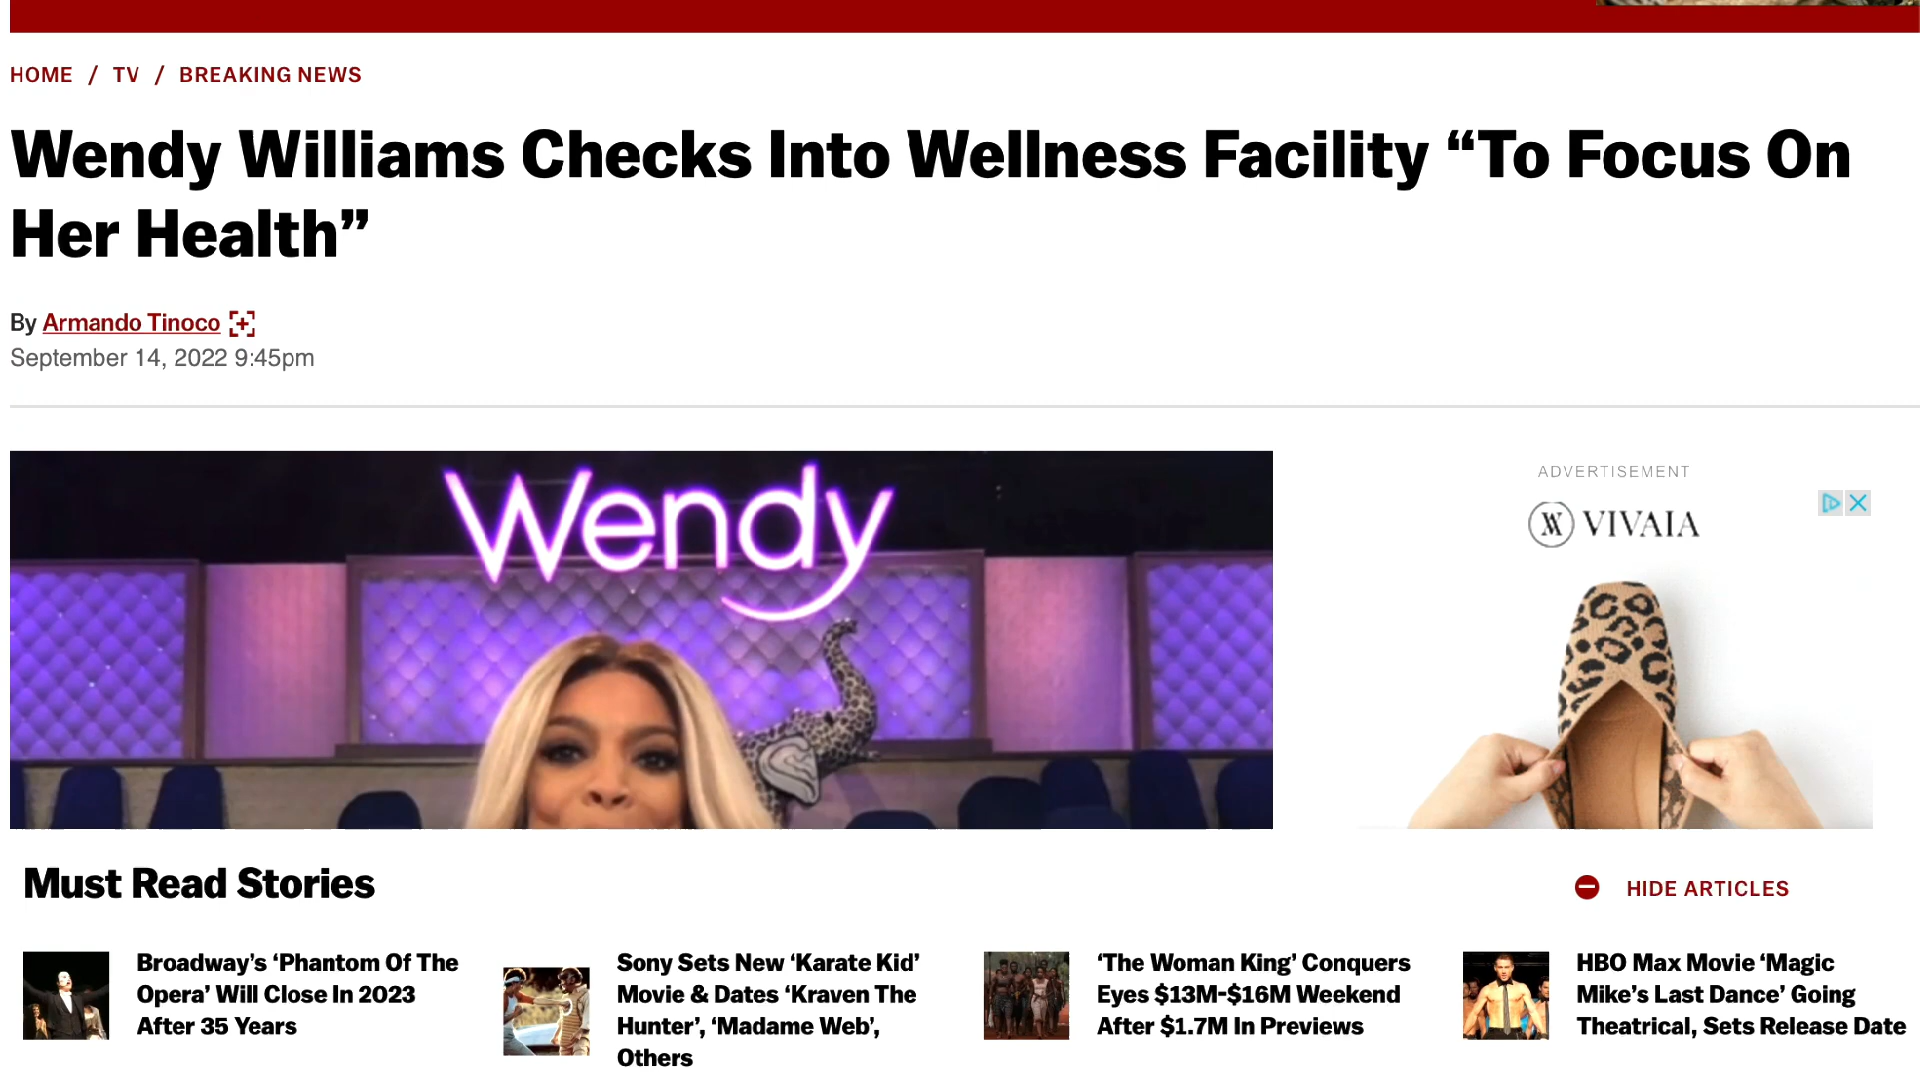 HOME / TV / BREAKING NEWS
Wendy Williams Checks Into Wellness Facility “To Focus On
Her Health”
By Armando Tinoco
September 14, 2022 9:45pm
Wendy
ADVERTISEMENT
VIVAIA
Must Read Stories
HIDE ARTICLES
Broadway’s ‘Phantom Of The
Opera’ Will Close In 2023
After 35 Years
Sony Sets New ‘Karate Kid’
Movie & Dates ‘Kraven The
Hunter’, ‘Madame Web’,
Others
‘The Woman King’ Conquers
Eyes $13M-$16M Weekend
After $1.7M In Previews
HBO Max Movie ‘Magic
Mike’s Last Dance’ Going
Theatrical, Sets Release Date